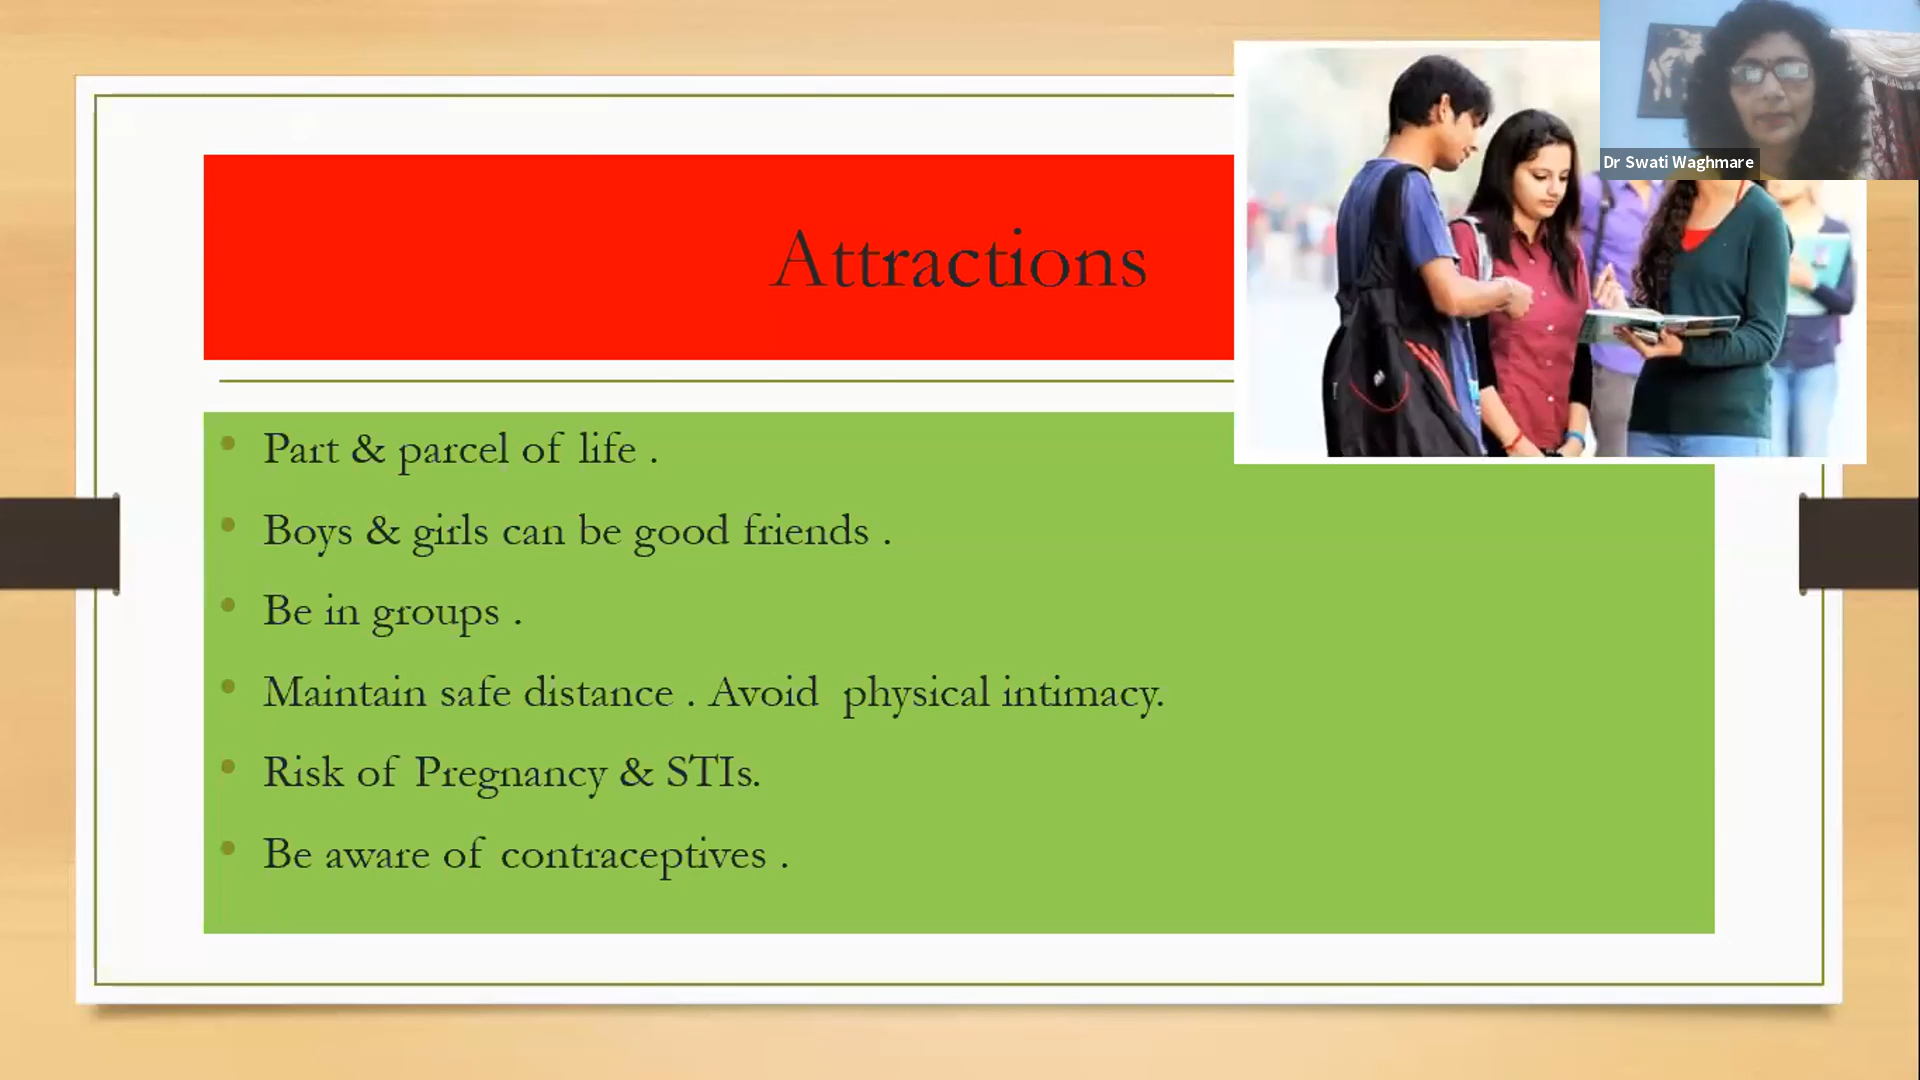 Dr Swati Waghmare
Attractions
Part & parcel of life .
Boys & girls can be good friends .
Be in groups .
Maintain safe distance . Avoid physical intimacy.
Risk of Pregnancy & STIs.
Be aware of contraceptives .